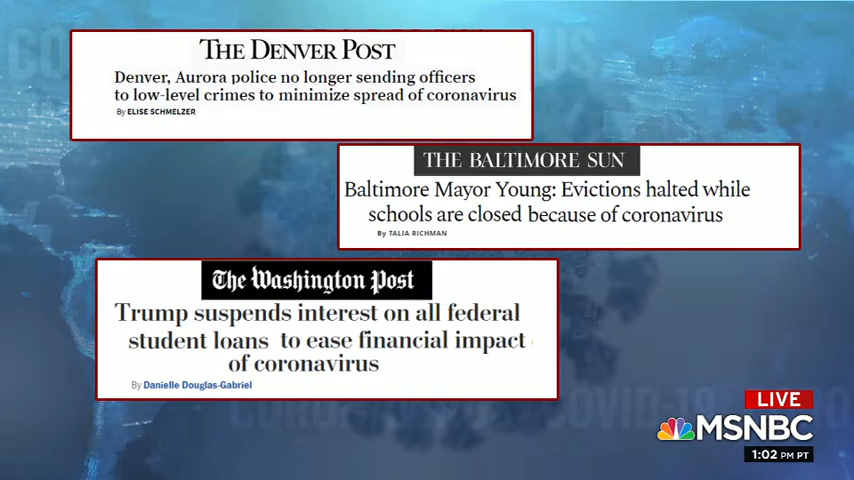 THE DENVER POST
Denver, Aurora police no longer sending officers
to low-level crimes to minimize spread of coronavirus
By ELISE SCHMELZER
THE BALTIMORE SUN
Baltimore Mayor Young: Evictions halted while
schools are closed because of coronavirus
By TALIA RICHMAN
The Washington Post
Trump suspends interest on all federal
student loans to ease financial impact
of coronavirus
By Danielle Douglas-Gabriel
COVID-19
LIVE
MSNBC
1:02 PM PT